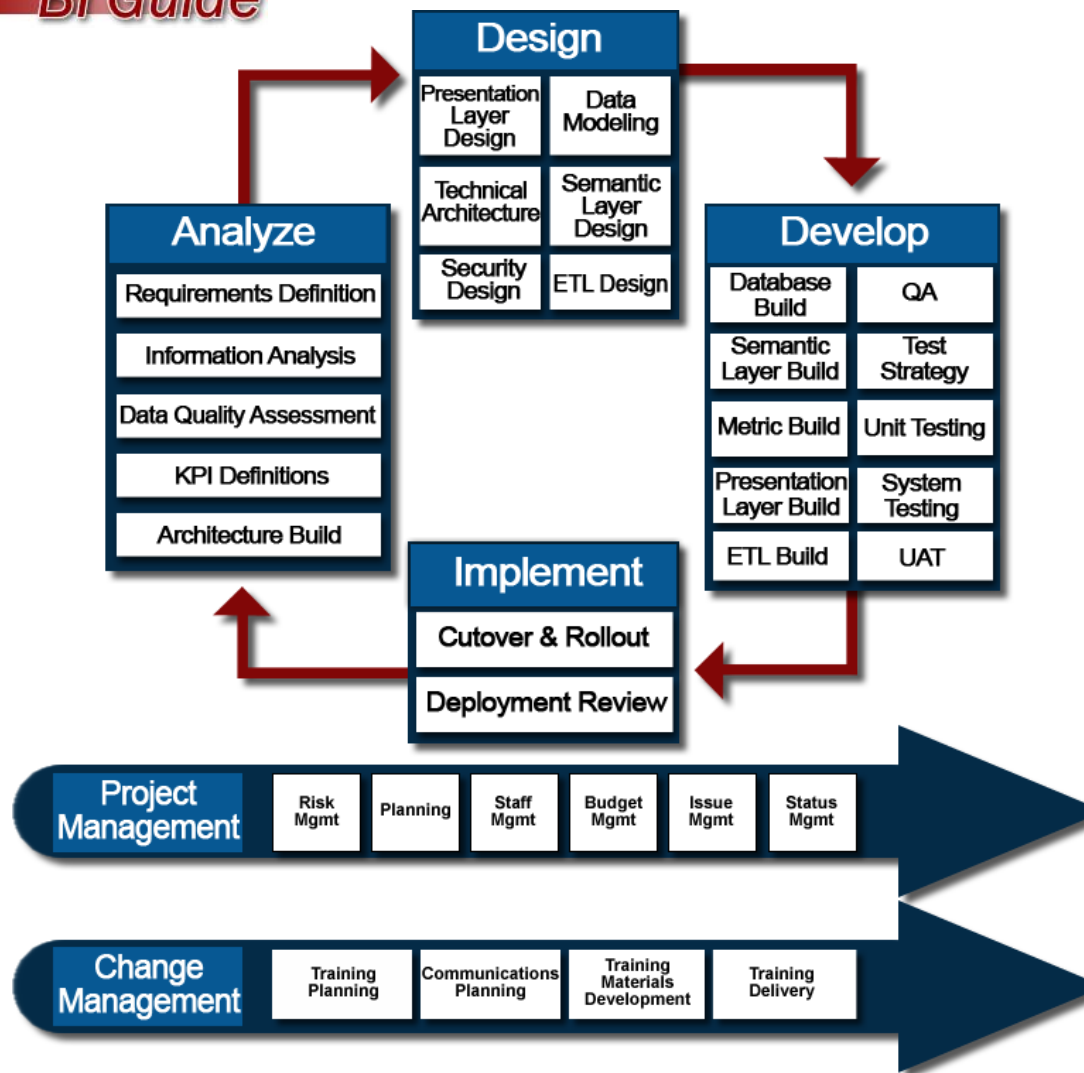 BI Guide
Design
Presentation
Layer
Design
Data
Modeling
Technical
Architecture
Semantic
Layer
Design
Security
Design
ETL Design
Analyze
Requirements Definition
Information Analysis
Data Quality Assessment
KPI Definitions
Architecture Build
Develop
Database
Build
QA
Semantic
Layer Build
Test
Strategy
Metric Build
Unit Testing
Presentation
Layer Build
System
Testing
ETL Build
UAT
Implement
Cutover & Rollout
Deployment Review
Project
Management
Risk
Mgmt
Planning
Staff
Mgmt
Budget
Mgmt
Issue
Mgmt
Status
Mgmt
Change
Management
Training
Planning
Communications
Planning
Training
Materials
Development
Training
Delivery